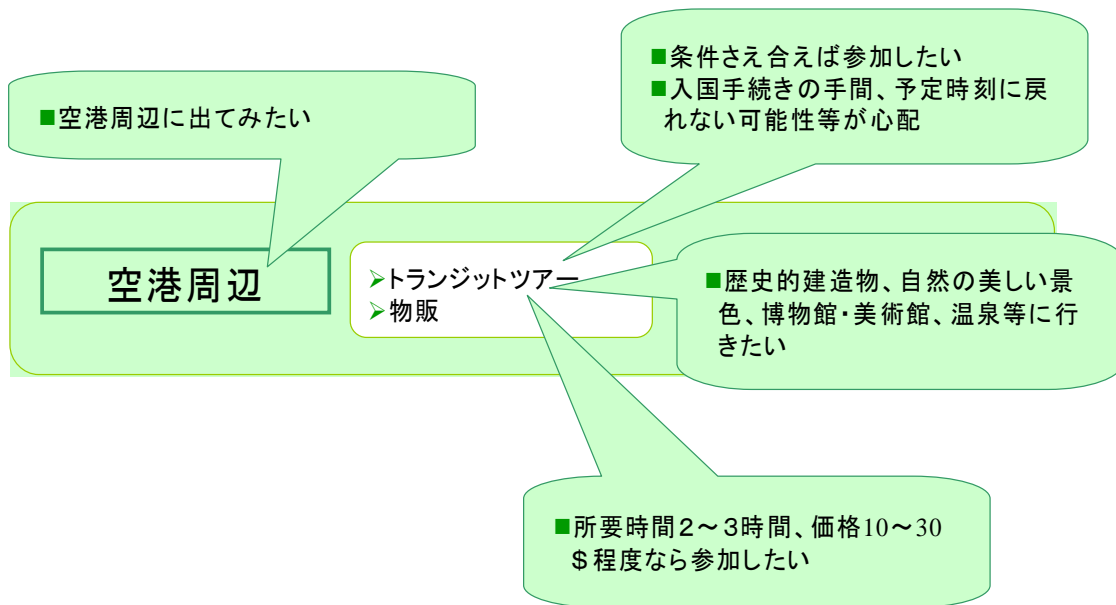 ■条件さえ合えば参加したい
■入国手続きの手間、予定時刻に戻
れない可能性等が心配
■空港周辺に出てみたい
空港周辺
➢トランジットツアー
➢物販
■歴史的建造物、自然の美しい景
色、博物館・美術館、温泉等に行
きたい
■所要時間2～3時間、価格10～30
＄程度なら参加したい